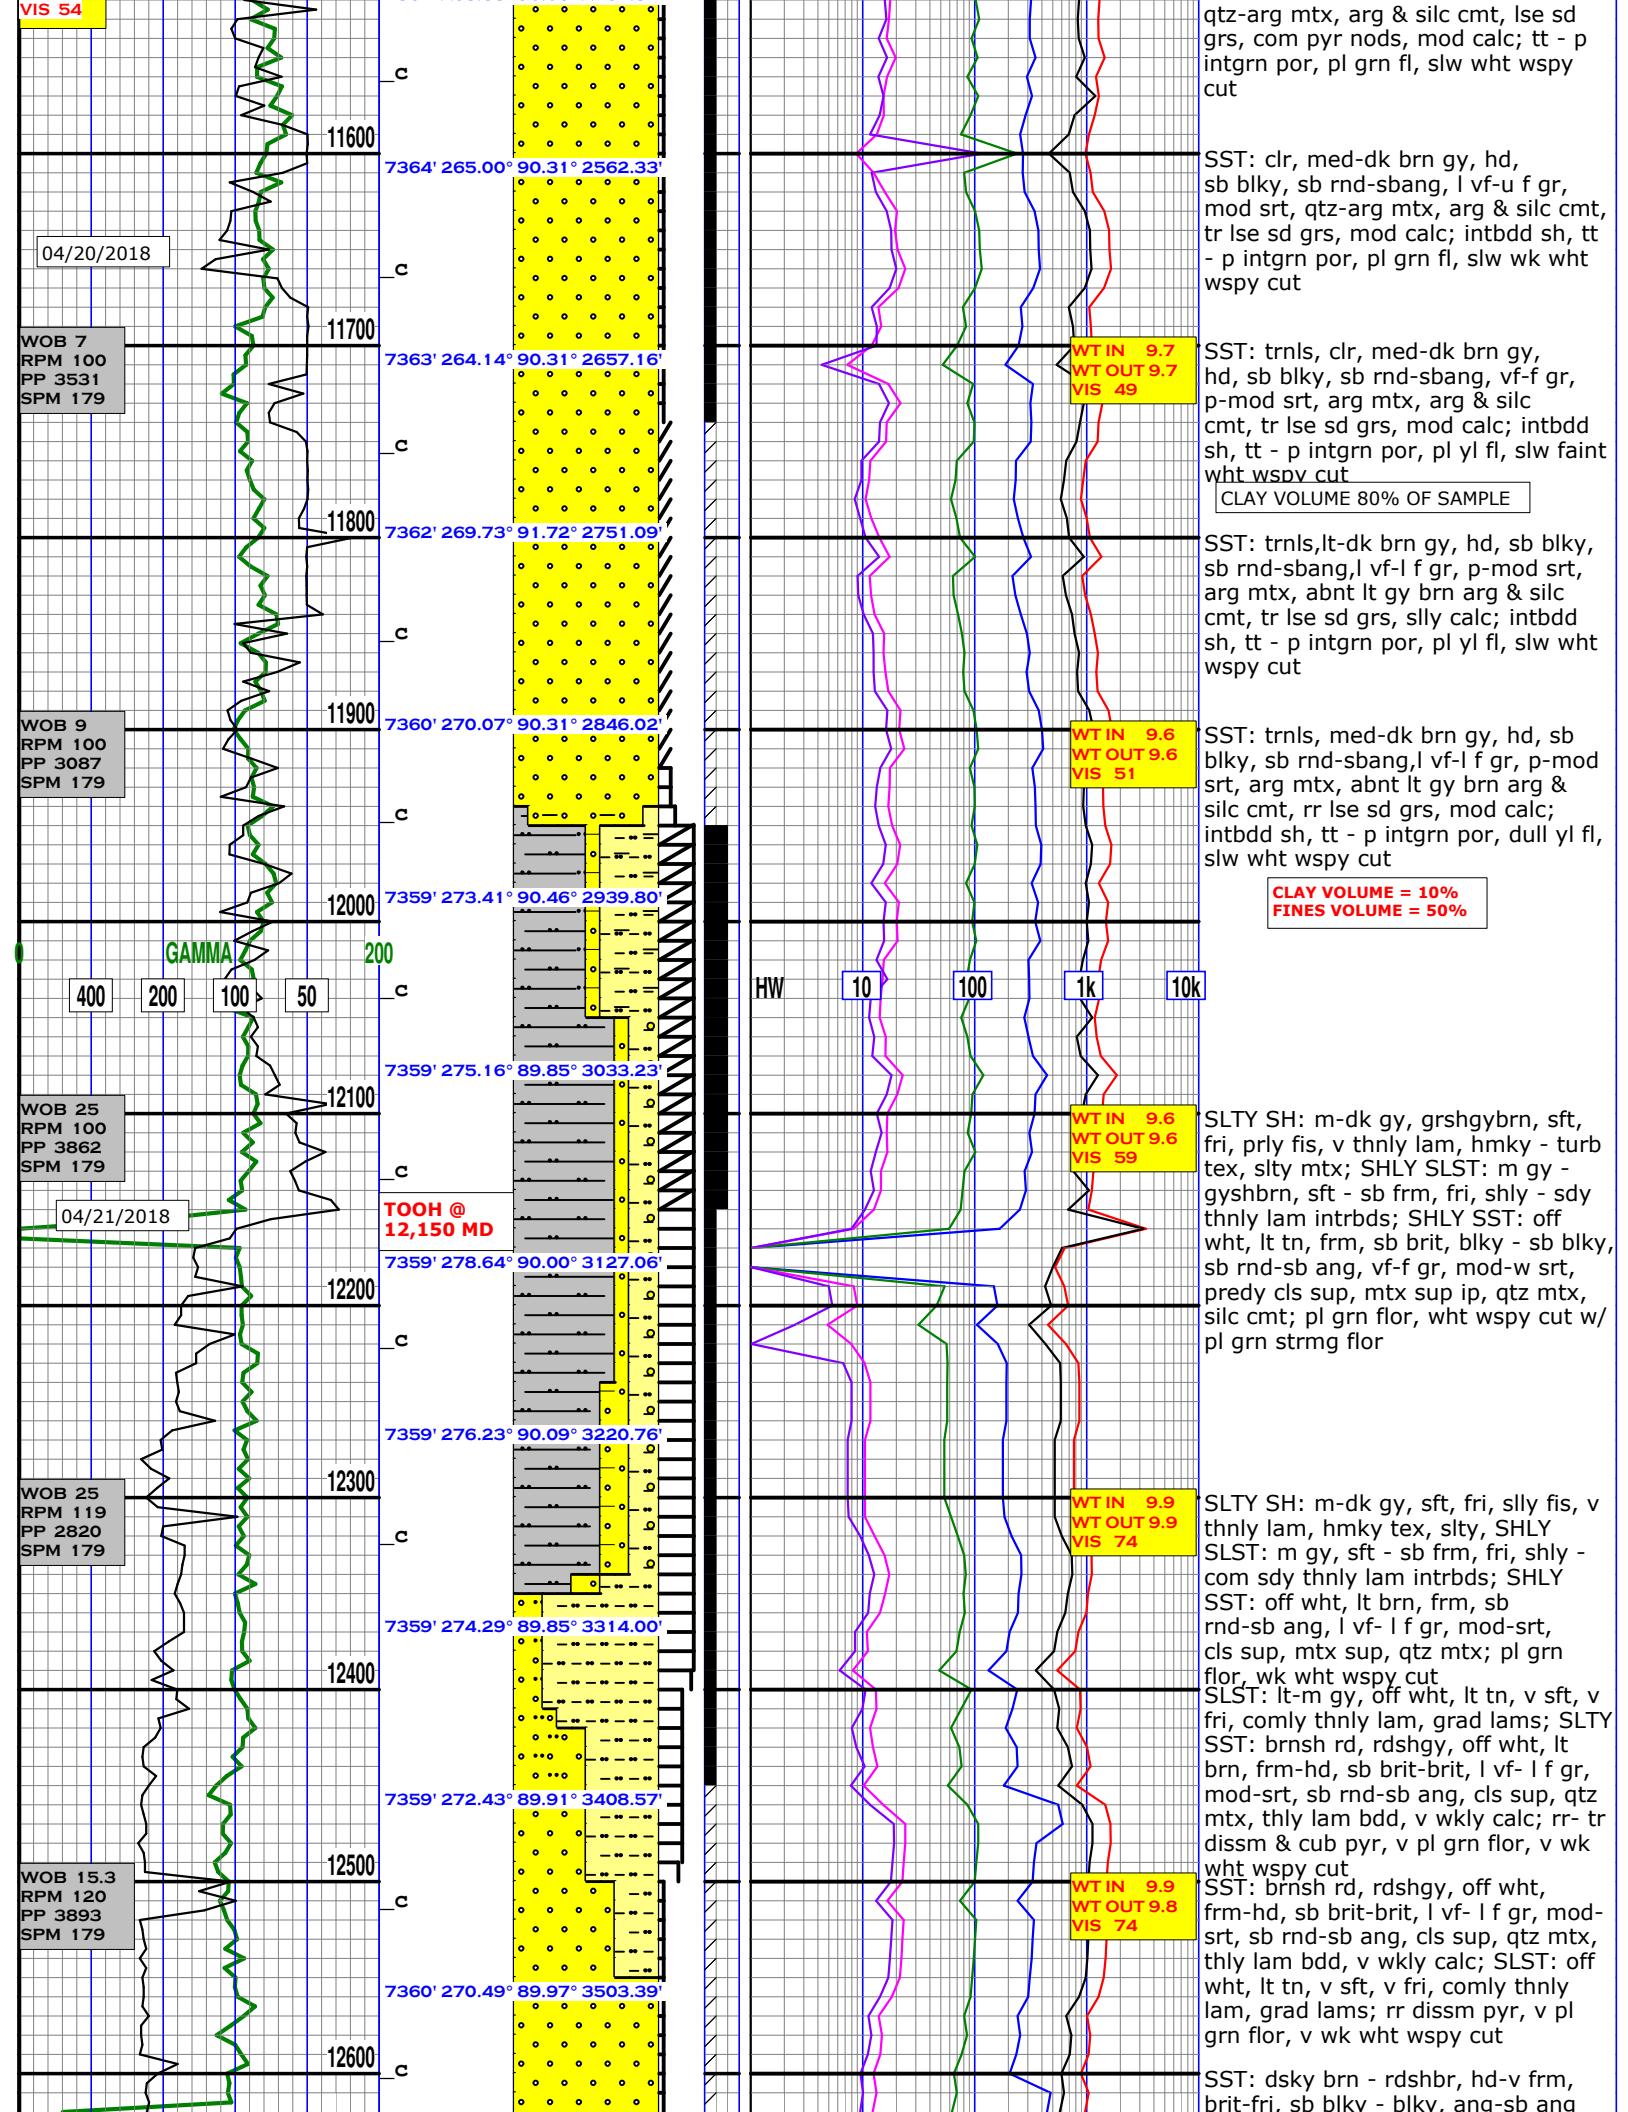 VIS 54
qtz-arg mtx, arg & silc cmt, lse sd
grs, com pyr nods, mod calc; tt - p
intgrn por, pl grn fl, slw wht wspy
cut
C
11600
7364' 265.00° 90.31° 2562.33'
SST: clr, med-dk brn gy, hd,
sb blky, sb rnd-sbang, l vf-u f gr,
mod srt, qtz-arg mtx, arg & silc cmt,
tr lse sd grs, mod calc; intbdd sh, tt
- p intgrn por, pl grn fl, slw wk wht
wspy cut
04/20/2018
C
11700
WOB 7
RPM 100
PP 3531
SPM 179
7363' 264.14° 90.31° 2657.16'
WT IN 9.7
WT OUT 9.7
VIS 49
SST: trnls, clr, med-dk brn gy,
hd, sb blky, sb rnd-sbang, vf-f gr,
p-mod srt, arg mtx, arg & silc
cmt, tr lse sd grs, mod calc; intbdd
sh, tt - p intgrn por, pl yl fl, slw faint
wht wspy cut
C
CLAY VOLUME 80% OF SAMPLE
11800
7362' 269.73° 91.72° 2751.09'
SST: trnls,lt-dk brn gy, hd, sb blky,
sb rnd-sbang,l vf-l f gr, p-mod srt,
arg mtx, abnt lt gy brn arg & silc
cmt, tr lse sd grs, slly calc; intbdd
sh, tt - p intgrn por, pl yl fl, slw wht
wspy cut
C
11900
WOB 9
RPM 100
PP 3087
SPM 179
7360' 270.07° 90.31° 2846.02'
WT IN 9.6
WT OUT 9.6
VIS 51
SST: trnls, med-dk brn gy, hd, sb
blky, sb rnd-sbang,l vf-l f gr, p-mod
srt, arg mtx, abnt lt gy brn arg &
silc cmt, rr lse sd grs, mod calc;
intbdd sh, tt - p intgrn por, dull yl fl,
slw wht wspy cut
C
CLAY VOLUME = 10%
FINES VOLUME = 50%
12000
7359' 273.41° 90.46° 2939.80'
0 GAMMA 200
400 200 100 50
C
HW 10 100 1k 10k
7359' 275.16° 89.85° 3033.23'
12100
WOB 25
RPM 100
PP 3862
SPM 179
C
WT IN 9.6
WT OUT 9.6
VIS 59
SLTY SH: m-dk gy, grshgybrn, sft,
fri, prly fis, v thnly lam, hmky - turb
tex, slty mtx; SHLY SLST: m gy -
gyshbrn, sft - sb frm, fri, shly - sdy
thnly lam intrbds; SHLY SST: off
wht, lt tn, frm, sb brit, blky - sb blky,
sb rnd-sb ang, vf-f gr, mod-w srt,
predy cls sup, mtx sup ip, qtz mtx,
silc cmt; pl grn flor, wht wspy cut w/
pl grn strmg flor
04/21/2018
TOOH @
12,150 MD
7359' 278.64° 90.00° 3127.06'
12200
C
7359' 276.23° 90.09° 3220.76'
12300
WOB 25
RPM 119
PP 2820
SPM 179
C
WT IN 9.9
WT OUT 9.9
VIS 74
SLTY SH: m-dk gy, sft, fri, slly fis, v
thnly lam, hmky tex, slty, SHLY
SLST: m gy, sft - sb frm, fri, shly -
com sdy thnly lam intrbds; SHLY
SST: off wht, lt brn, frm, sb
rnd-sb ang, l vf- l f gr, mod-srt,
cls sup, mtx sup, qtz mtx; pl grn
flor, wk wht wspy cut
7359' 274.29° 89.85° 3314.00'
12400
SLST: lt-m gy, off wht, lt tn, v sft, v
fri, comly thnly lam, grad lams; SLTY
SST: brnsh rd, rdshgy, off wht, lt
brn, frm-hd, sb brit-brit, l vf- l f gr,
mod-srt, sb rnd-sb ang, cls sup, qtz
mtx, thly lam bdd, v wkly calc; rr- tr
dissm & cub pyr, v pl grn flor, v wk
wht wspy cut
7359' 272.43° 89.91° 3408.57'
12500
WOB 15.3
RPM 120
PP 3893
SPM 179
C
WT IN 9.9
WT OUT 9.8
VIS 74
SST: brnsh rd, rdshgy, off wht,
frm-hd, sb brit-brit, l vf- l f gr, mod-
srt, sb rnd-sb ang, cls sup, qtz mtx,
thly lam bdd, v wkly calc; SLST: off
wht, lt tn, v sft, v fri, comly thnly
lam, grad lams; rr dissm pyr, v pl
grn flor, v wk wht wspy cut
7360' 270.49° 89.97° 3503.39'
12600
C
SST: dsky brn - rdshbr, hd-v frm,
brit-fri, sb blky - blky, ang-sb ang